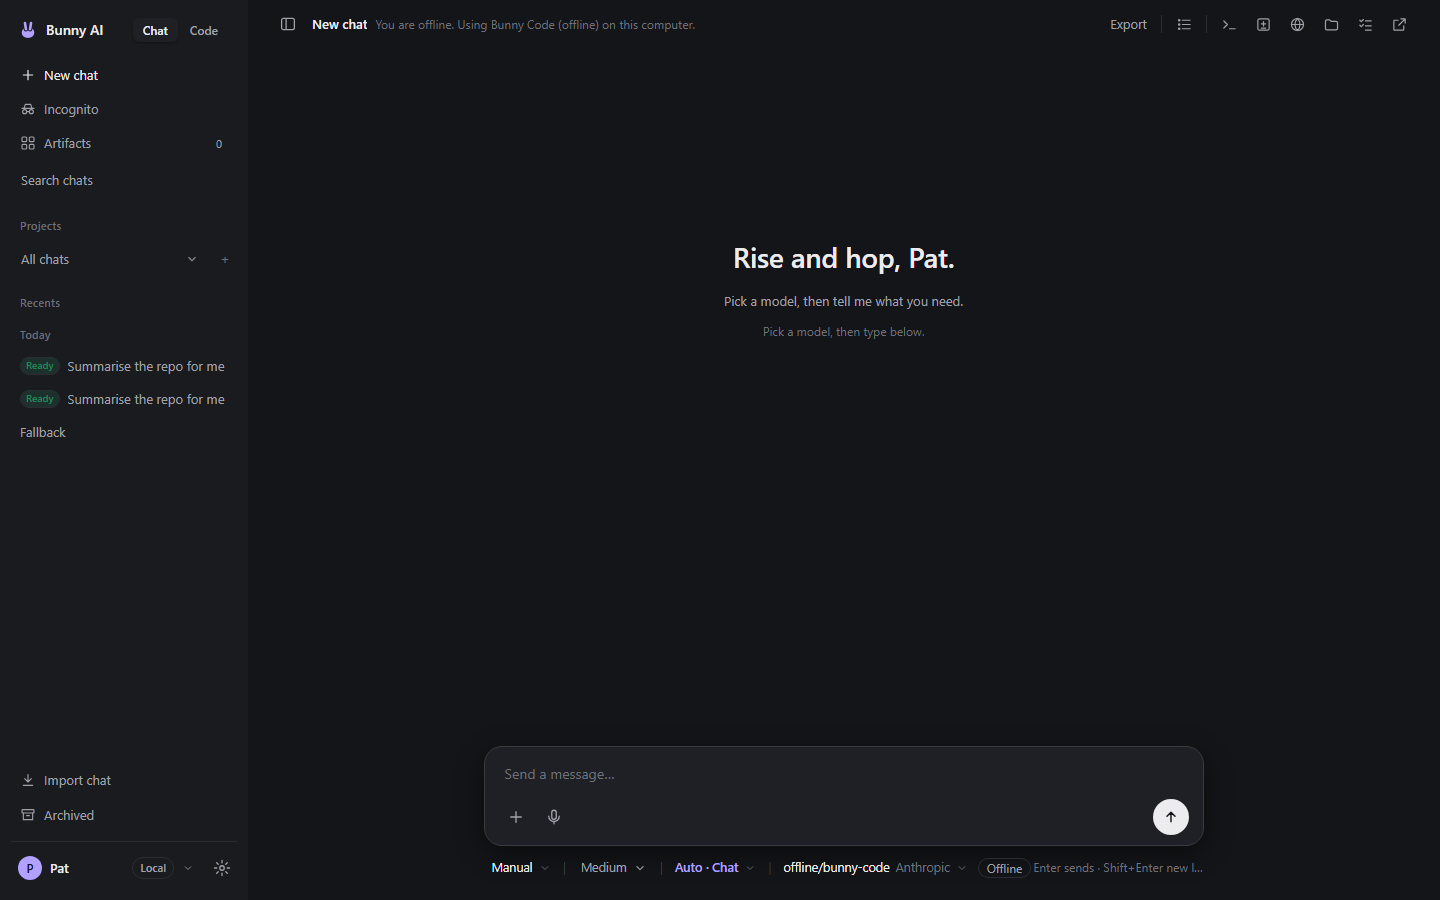 Bunny AI
Chat
Code
New chat
Incognito
Artifacts
0
Search chats
Projects
All chats
+
Recents
Today
Ready Summarise the repo for me
Ready Summarise the repo for me
Fallback
Import chat
Archived
P
Pat
Local
New chat You are offline. Using Bunny Code (offline) on this computer.
Export
Rise and hop, Pat.
Pick a model, then tell me what you need.
Pick a model, then type below.
Send a message...
Manual
Medium
Auto · Chat
offline/bunny-code Anthropic
Offline
Enter sends · Shift+Enter new l...